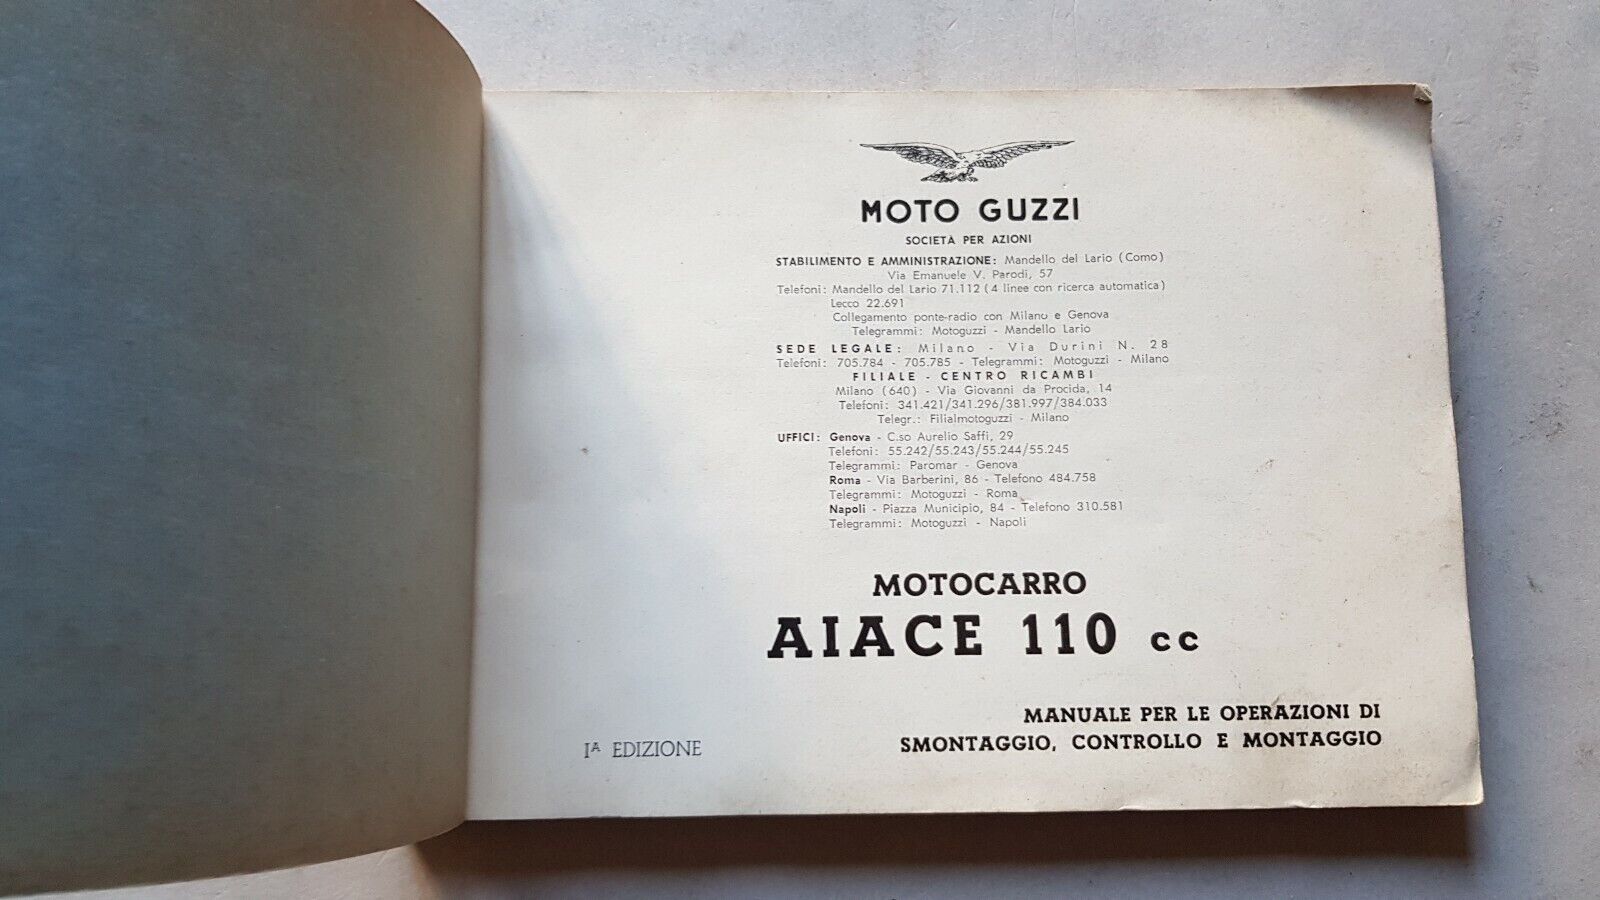 MOTO GUZZI
SOCIETÀ PER AZIONI
STABILIMENTO E AMMINISTRAZIONE: Mandello del Lario (Como)
Via Emanuele V. Parodi, 57
Telefoni: Mandello del Lario 71.112 (4 linee con ricerca automatica)
Lecco 22.691
Collegamento ponte-radio con Milano e Genova
Telegrammi: Motoguzzi - Mandello Lario
SEDE LEGALE: Milano - Via Durini N. 28
Telefoni: 705.784 - 705.785 - Telegrammi: Motoguzzi - Milano
FILIALE - CENTRO RICAMBI
Milano (640) - Via Giovanni da Procida, 14
Telefoni: 341.421/341.296/381.997/384.033
Telegr.: Filialmotoguzzi - Milano
UFFICI: Genova - C.so Aurelio Saffi, 29
Telefoni: 55.242/55.243/55.244/55.245
Telegrammi: Paromar - Genova
Roma - Via Barberini, 86 - Telefono 484.758
Telegrammi: Motoguzzi - Roma
Napoli - Piazza Municipio, 84 - Telefono 310.581
Telegrammi: Motoguzzi - Napoli
MOTOCARRO
AIACE 110 cc
MANUALE PER LE OPERAZIONI DI
SMONTAGGIO, CONTROLLO E MONTAGGIO
Iᴬ EDIZIONE